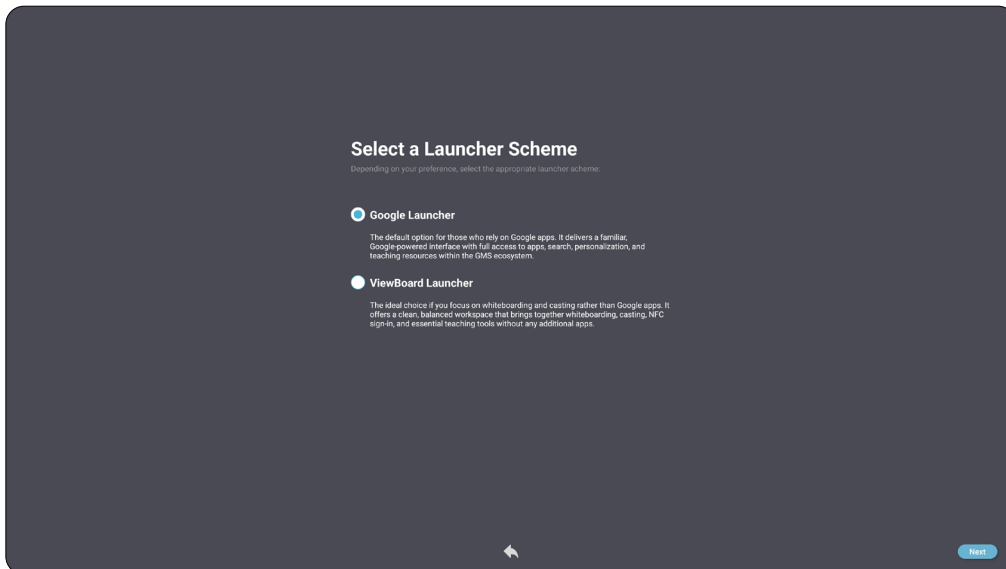 Select a Launcher Scheme
Depending on your preference, select the appropriate launcher scheme:
Google Launcher
The default option for those who rely on Google apps. It delivers a familiar,
Google-powered interface with full access to apps, search, personalization, and
teaching resources within the GMS ecosystem.
ViewBoard Launcher
The ideal choice if you focus on whiteboarding and casting rather than Google apps. It
offers a clean, balanced workspace that brings together whiteboarding, casting, NFC
sign-in, and essential teaching tools without any additional apps.
Next